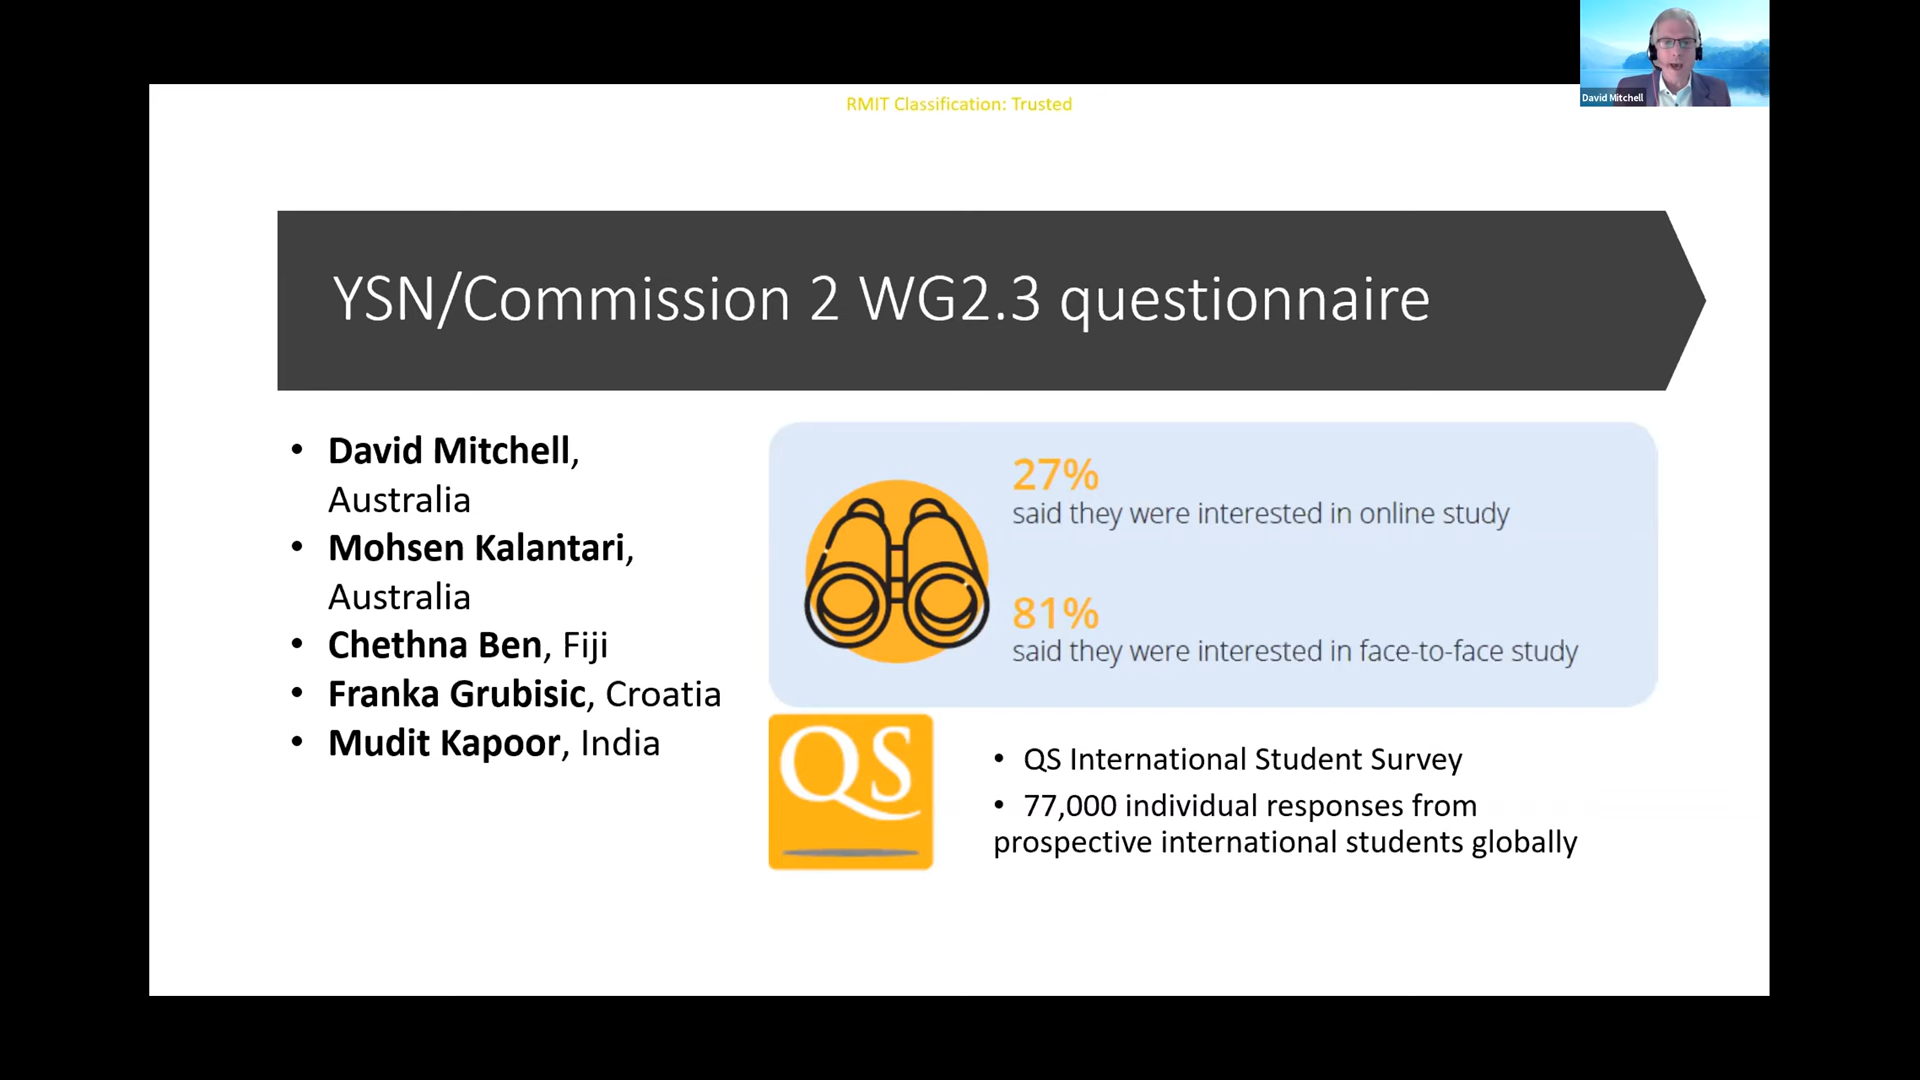 RMIT Classification: Trusted
David Mitchell
YSN/Commission 2 WG2.3 questionnaire
• David Mitchell,
Australia
• Mohsen Kalantari,
Australia
• Chethna Ben, Fiji
• Franka Grubisic, Croatia
• Mudit Kapoor, India
27%
said they were interested in online study
81%
said they were interested in face-to-face study
QS
• QS International Student Survey
• 77,000 individual responses from
prospective international students globally